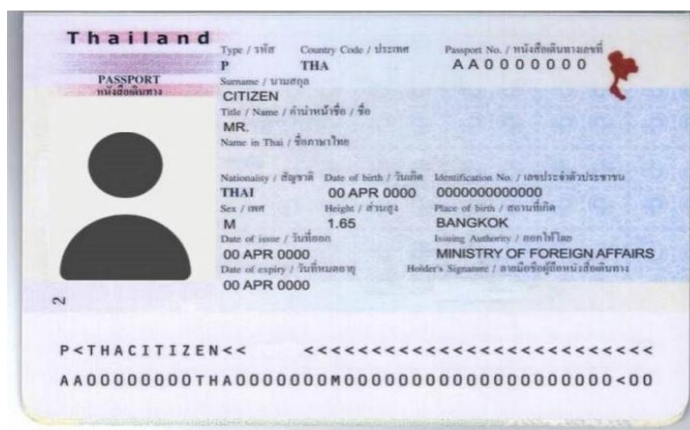 Thailand
Type / รหัส Country Code / ประเทศ Passport No. / หนังสือเดินทางเลขที่
P THA AA0000000
PASSPORT
หนังสือเดินทาง
Surname / นามสกุล
CITIZEN
Title / Name / คำนำหน้าชื่อ / ชื่อ
MR.
Name in Thai / ชื่อภาษาไทย
Nationality / สัญชาติ Date of birth / วันเกิด Identification No. / เลขประจำตัวประชาชน
THAI 00 APR 0000 0000000000000
Sex / เพศ Height / ส่วนสูง Place of birth / สถานที่เกิด
M 1.65 BANGKOK
Date of issue / วันที่ออก Issuing Authority / ออกให้โดย
00 APR 0000 MINISTRY OF FOREIGN AFFAIRS
Date of expiry / วันที่หมดอายุ Holder's Signature / ลายมือชื่อผู้ถือหนังสือเดินทาง
00 APR 0000
2
P<THACITIZEN<< <<<<<<<<<<<<<<<<<<<<<<<<<<
AA00000000THA0000000M0000000000000000000000<00